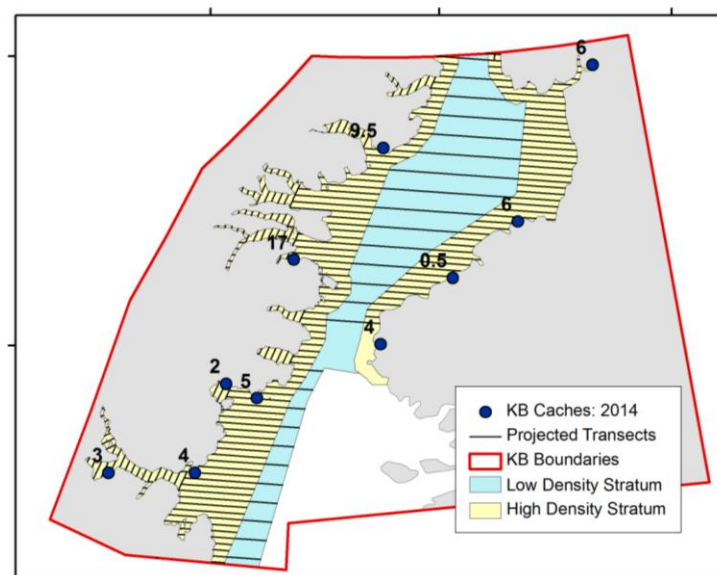 6
9.5
6
17
0.5
4
2
5
3
4
KB Caches: 2014
Projected Transects
KB Boundaries
Low Density Stratum
High Density Stratum